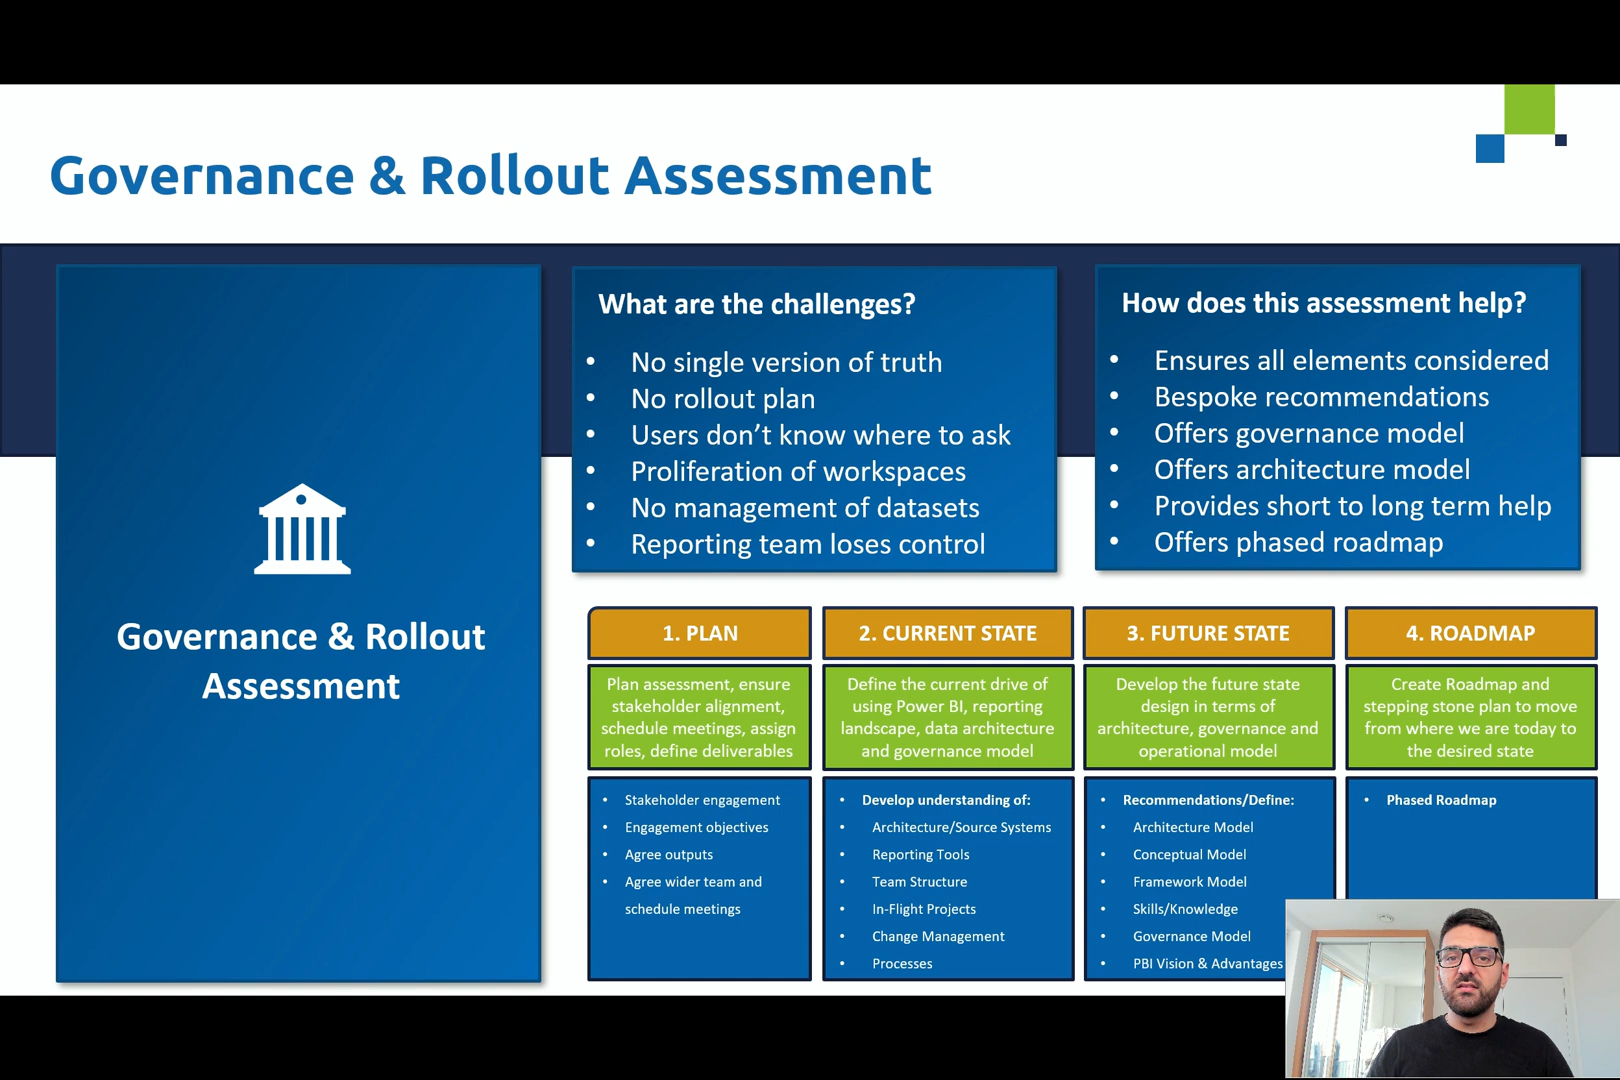 Governance & Rollout Assessment
Governance & Rollout
Assessment
What are the challenges?
• No single version of truth
• No rollout plan
• Users don’t know where to ask
• Proliferation of workspaces
• No management of datasets
• Reporting team loses control
How does this assessment help?
• Ensures all elements considered
• Bespoke recommendations
• Offers governance model
• Offers architecture model
• Provides short to long term help
• Offers phased roadmap
1. PLAN
Plan assessment, ensure
stakeholder alignment,
schedule meetings, assign
roles, define deliverables
• Stakeholder engagement
• Engagement objectives
• Agree outputs
• Agree wider team and
schedule meetings
2. CURRENT STATE
Define the current drive of
using Power BI, reporting
landscape, data architecture
and governance model
• Develop understanding of:
• Architecture/Source Systems
• Reporting Tools
• Team Structure
• In-Flight Projects
• Change Management
• Processes
3. FUTURE STATE
Develop the future state
design in terms of
architecture, governance and
operational model
• Recommendations/Define:
• Architecture Model
• Conceptual Model
• Framework Model
• Skills/Knowledge
• Governance Model
• PBI Vision & Advantages
4. ROADMAP
Create Roadmap and
stepping stone plan to move
from where we are today to
the desired state
• Phased Roadmap